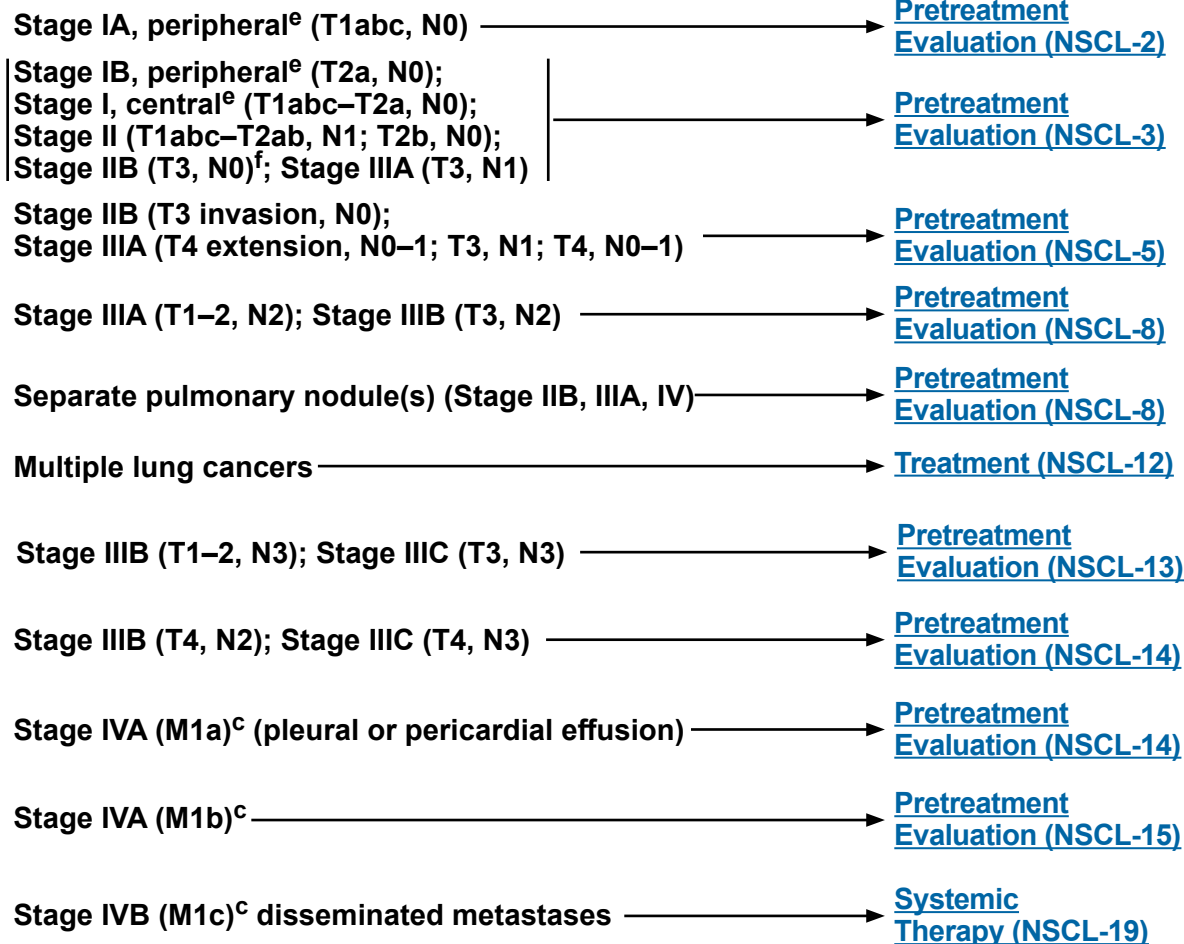 Stage IA, peripheralᵉ (T1abc, N0)
Pretreatment
Evaluation (NSCL-2)
Stage IB, peripheralᵉ (T2a, N0);
Stage I, centralᵉ (T1abc–T2a, N0);
Stage II (T1abc–T2ab, N1; T2b, N0);
Stage IIB (T3, N0)ᶠ; Stage IIIA (T3, N1)
Pretreatment
Evaluation (NSCL-3)
Stage IIB (T3 invasion, N0);
Stage IIIA (T4 extension, N0–1; T3, N1; T4, N0–1)
Pretreatment
Evaluation (NSCL-5)
Stage IIIA (T1–2, N2); Stage IIIB (T3, N2)
Pretreatment
Evaluation (NSCL-8)
Separate pulmonary nodule(s) (Stage IIB, IIIA, IV)
Pretreatment
Evaluation (NSCL-8)
Multiple lung cancers
Treatment (NSCL-12)
Stage IIIB (T1–2, N3); Stage IIIC (T3, N3)
Pretreatment
Evaluation (NSCL-13)
Stage IIIB (T4, N2); Stage IIIC (T4, N3)
Pretreatment
Evaluation (NSCL-14)
Stage IVA (M1a)ᶜ (pleural or pericardial effusion)
Pretreatment
Evaluation (NSCL-14)
Stage IVA (M1b)ᶜ
Pretreatment
Evaluation (NSCL-15)
Stage IVB (M1c)ᶜ disseminated metastases
Systemic
Therapy (NSCL-19)